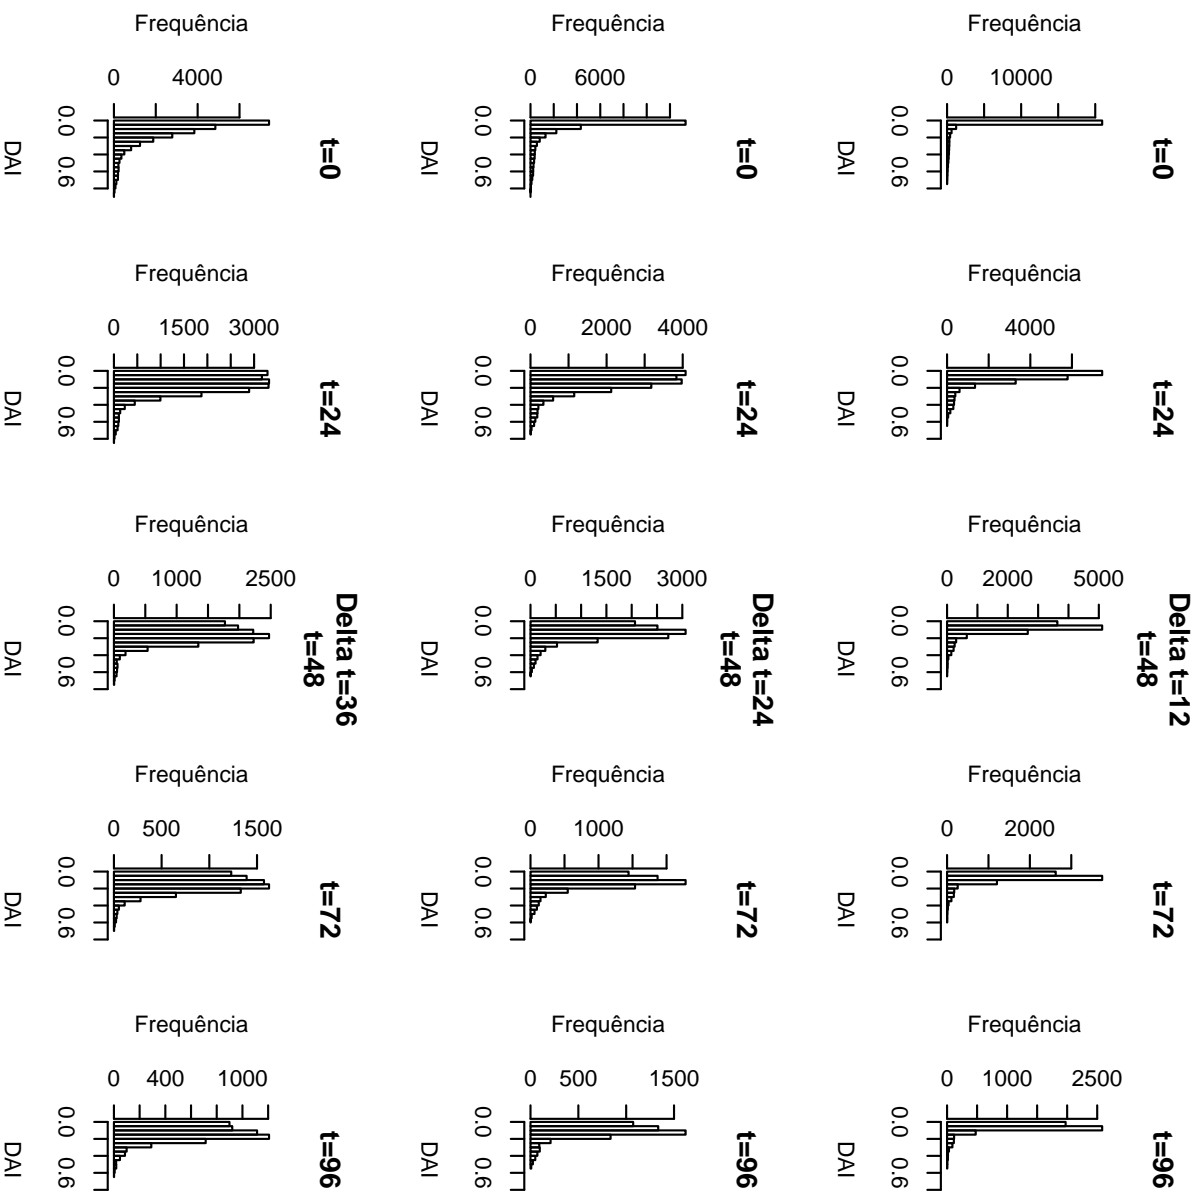 Delta t=12
t=0
Frequência
0 10000
0.0 0.6
DAI
t=24
Frequência
0 4000
0.0 0.6
DAI
t=48
Frequência
0 2000 5000
0.0 0.6
DAI
t=72
Frequência
0 2000
0.0 0.6
DAI
t=96
Frequência
0 1000 2500
0.0 0.6
DAI
Delta t=24
t=0
Frequência
0 6000
0.0 0.6
DAI
t=24
Frequência
0 2000 4000
0.0 0.6
DAI
t=48
Frequência
0 1500 3000
0.0 0.6
DAI
t=72
Frequência
0 1000
0.0 0.6
DAI
t=96
Frequência
0 500 1500
0.0 0.6
DAI
Delta t=36
t=0
Frequência
0 4000
0.0 0.6
DAI
t=24
Frequência
0 1500 3000
0.0 0.6
DAI
t=48
Frequência
0 1000 2500
0.0 0.6
DAI
t=72
Frequência
0 500 1500
0.0 0.6
DAI
t=96
Frequência
0 400 1000
0.0 0.6
DAI